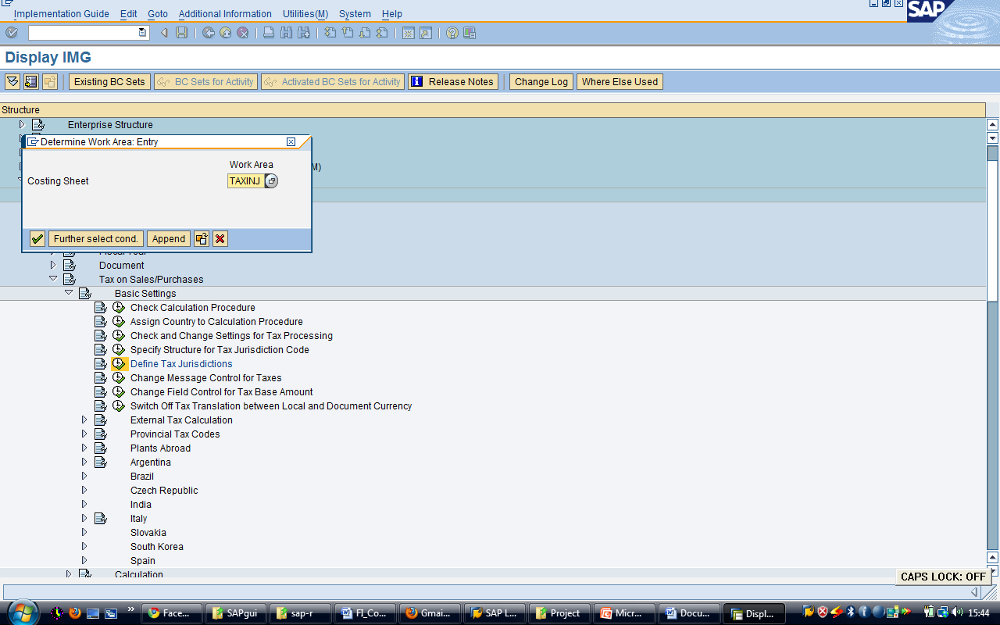 Implementation Guide Edit Goto Additional Information Utilities(M) System Help
SAP
Display IMG
Existing BC Sets BC Sets for Activity Activated BC Sets for Activity Release Notes Change Log Where Else Used
Structure
Enterprise Structure
Determine Work Area: Entry
Work Area
M)
Costing Sheet TAXINJ
Further select cond. Append
Fiscal Year
Document
Tax on Sales/Purchases
Basic Settings
Check Calculation Procedure
Assign Country to Calculation Procedure
Check and Change Settings for Tax Processing
Specify Structure for Tax Jurisdiction Code
Define Tax Jurisdictions
Change Message Control for Taxes
Change Field Control for Tax Base Amount
Switch Off Tax Translation between Local and Document Currency
External Tax Calculation
Provincial Tax Codes
Plants Abroad
Argentina
Brazil
Czech Republic
India
Italy
Slovakia
South Korea
Spain
Calculation
CAPS LOCK: OFF
Face... SAPgui sap-r FI_Co... Gmai... SAP L... Project Micr... Docu... Displ... 15:44